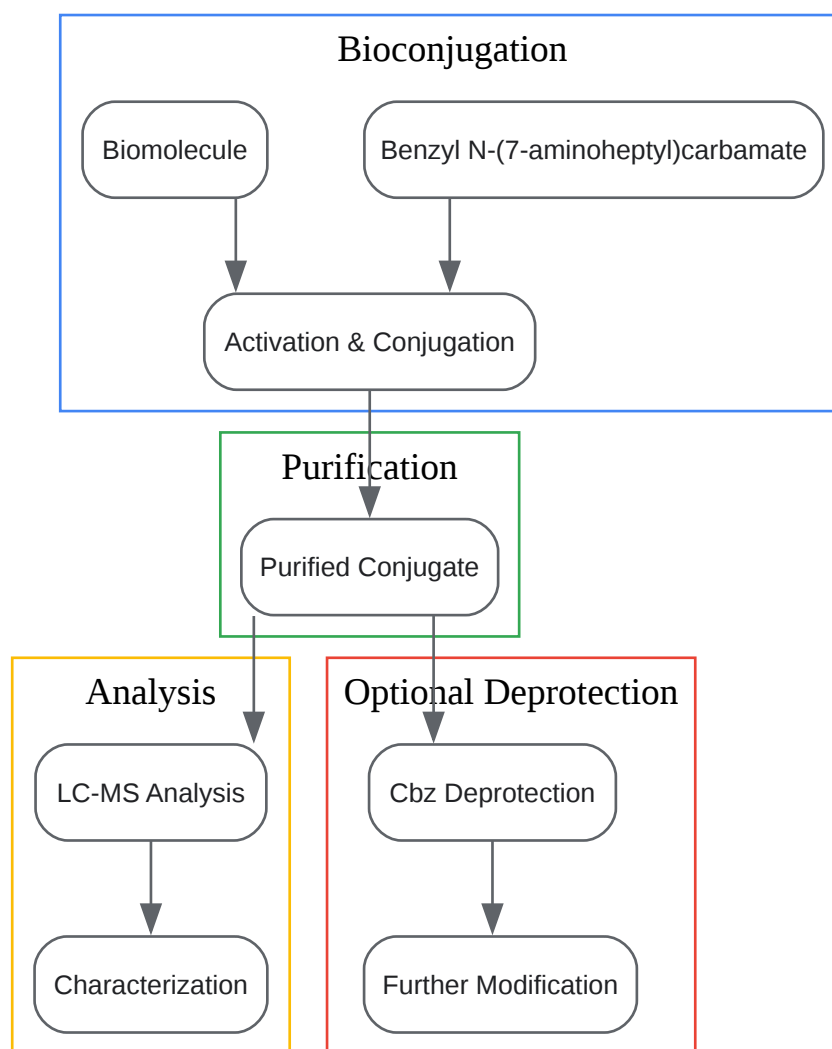 Bioconjugation
Biomolecule
Benzyl N-(7-aminoheptyl)carbamate
Activation & Conjugation
Purification
Purified Conjugate
Analysis
Optional Deprotection
LC-MS Analysis
Cbz Deprotection
Characterization
Further Modification